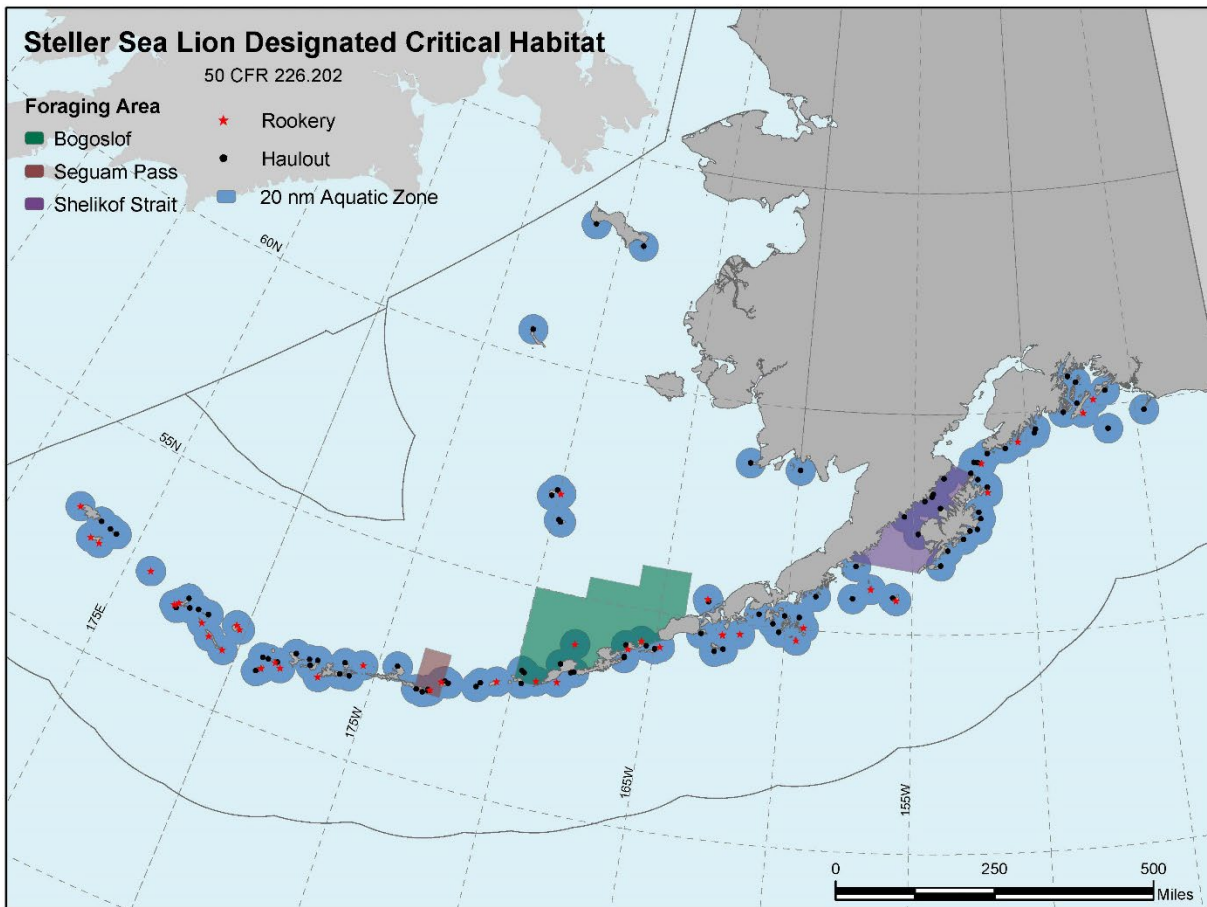 Steller Sea Lion Designated Critical Habitat
50 CFR 226.202
Foraging Area
Bogoslof
Seguam Pass
Shelikof Strait
Rookery
Haulout
20 nm Aquatic Zone
60N
55N
175E
175W
165W
155W
0 250 500
Miles